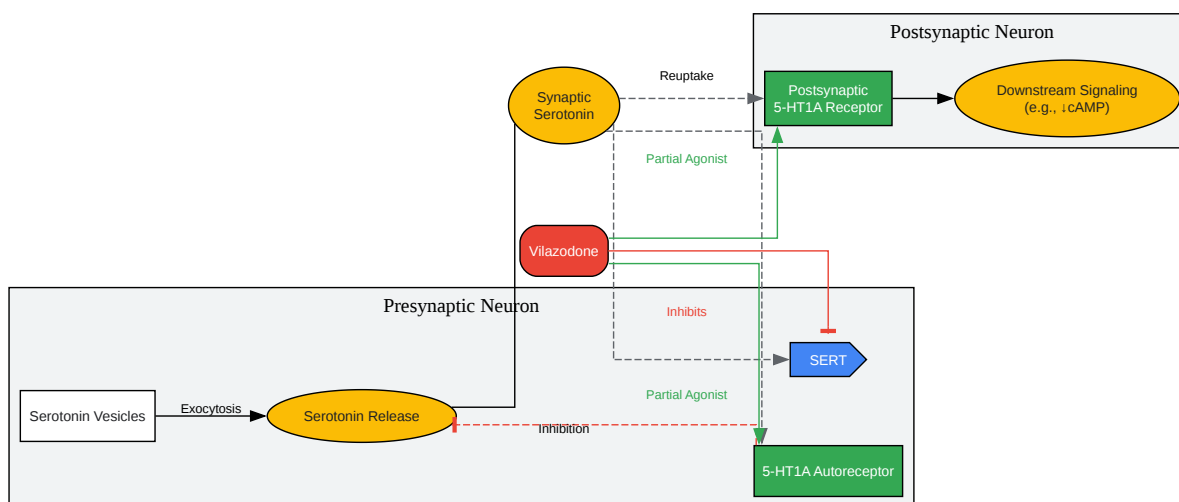 Postsynaptic Neuron
Reuptake
Synaptic
Serotonin
Postsynaptic
5-HT1A Receptor
Downstream Signaling
(e.g., ↓cAMP)
Partial Agonist
Vilazodone
Presynaptic Neuron
Inhibits
SERT
Partial Agonist
Serotonin Vesicles
Exocytosis
Serotonin Release
Inhibition
5-HT1A Autoreceptor